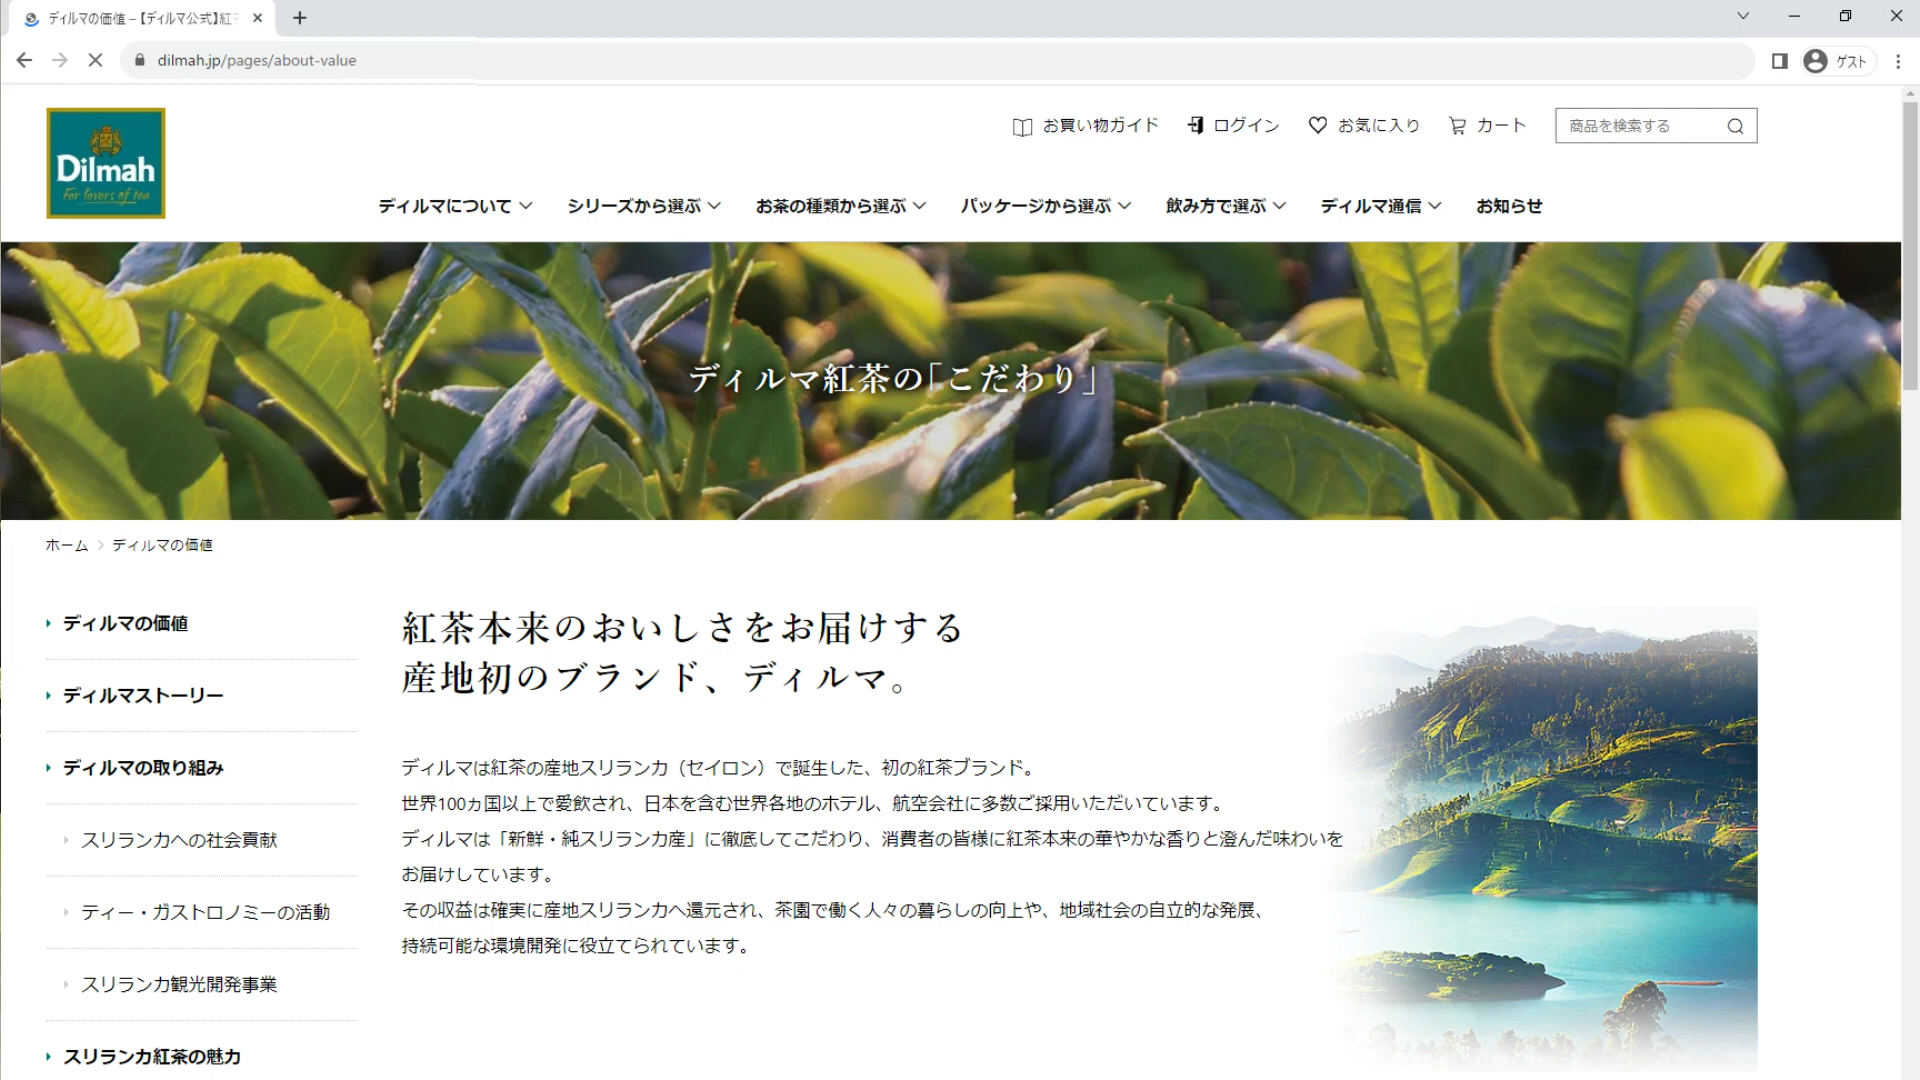 ディルマの価値 – 【ディルマ公式】紅
dilmah.jp/pages/about-value
ゲスト
Dilmah
For lovers of tea
お買い物ガイド
ログイン
お気に入り
カート
商品を検索する
ディルマについて
シリーズから選ぶ
お茶の種類から選ぶ
パッケージから選ぶ
飲み方で選ぶ
ディルマ通信
お知らせ
ディルマ紅茶の「こだわり」
ホーム > ディルマの価値
ディルマの価値
ディルマストーリー
ディルマの取り組み
スリランカへの社会貢献
ティー・ガストロノミーの活動
スリランカ観光開発事業
スリランカ紅茶の魅力
紅茶本来のおいしさをお届けする
産地初のブランド、ディルマ。
ディルマは紅茶の産地スリランカ（セイロン）で誕生した、初の紅茶ブランド。
世界100ヵ国以上で愛飲され、日本を含む世界各地のホテル、航空会社に多数ご採用いただいています。
ディルマは「新鮮・純スリランカ産」に徹底してこだわり、消費者の皆様に紅茶本来の華やかな香りと澄んだ味わいを
お届けしています。
その収益は確実に産地スリランカへ還元され、茶園で働く人々の暮らしの向上や、地域社会の自立的な発展、
持続可能な環境開発に役立てられています。